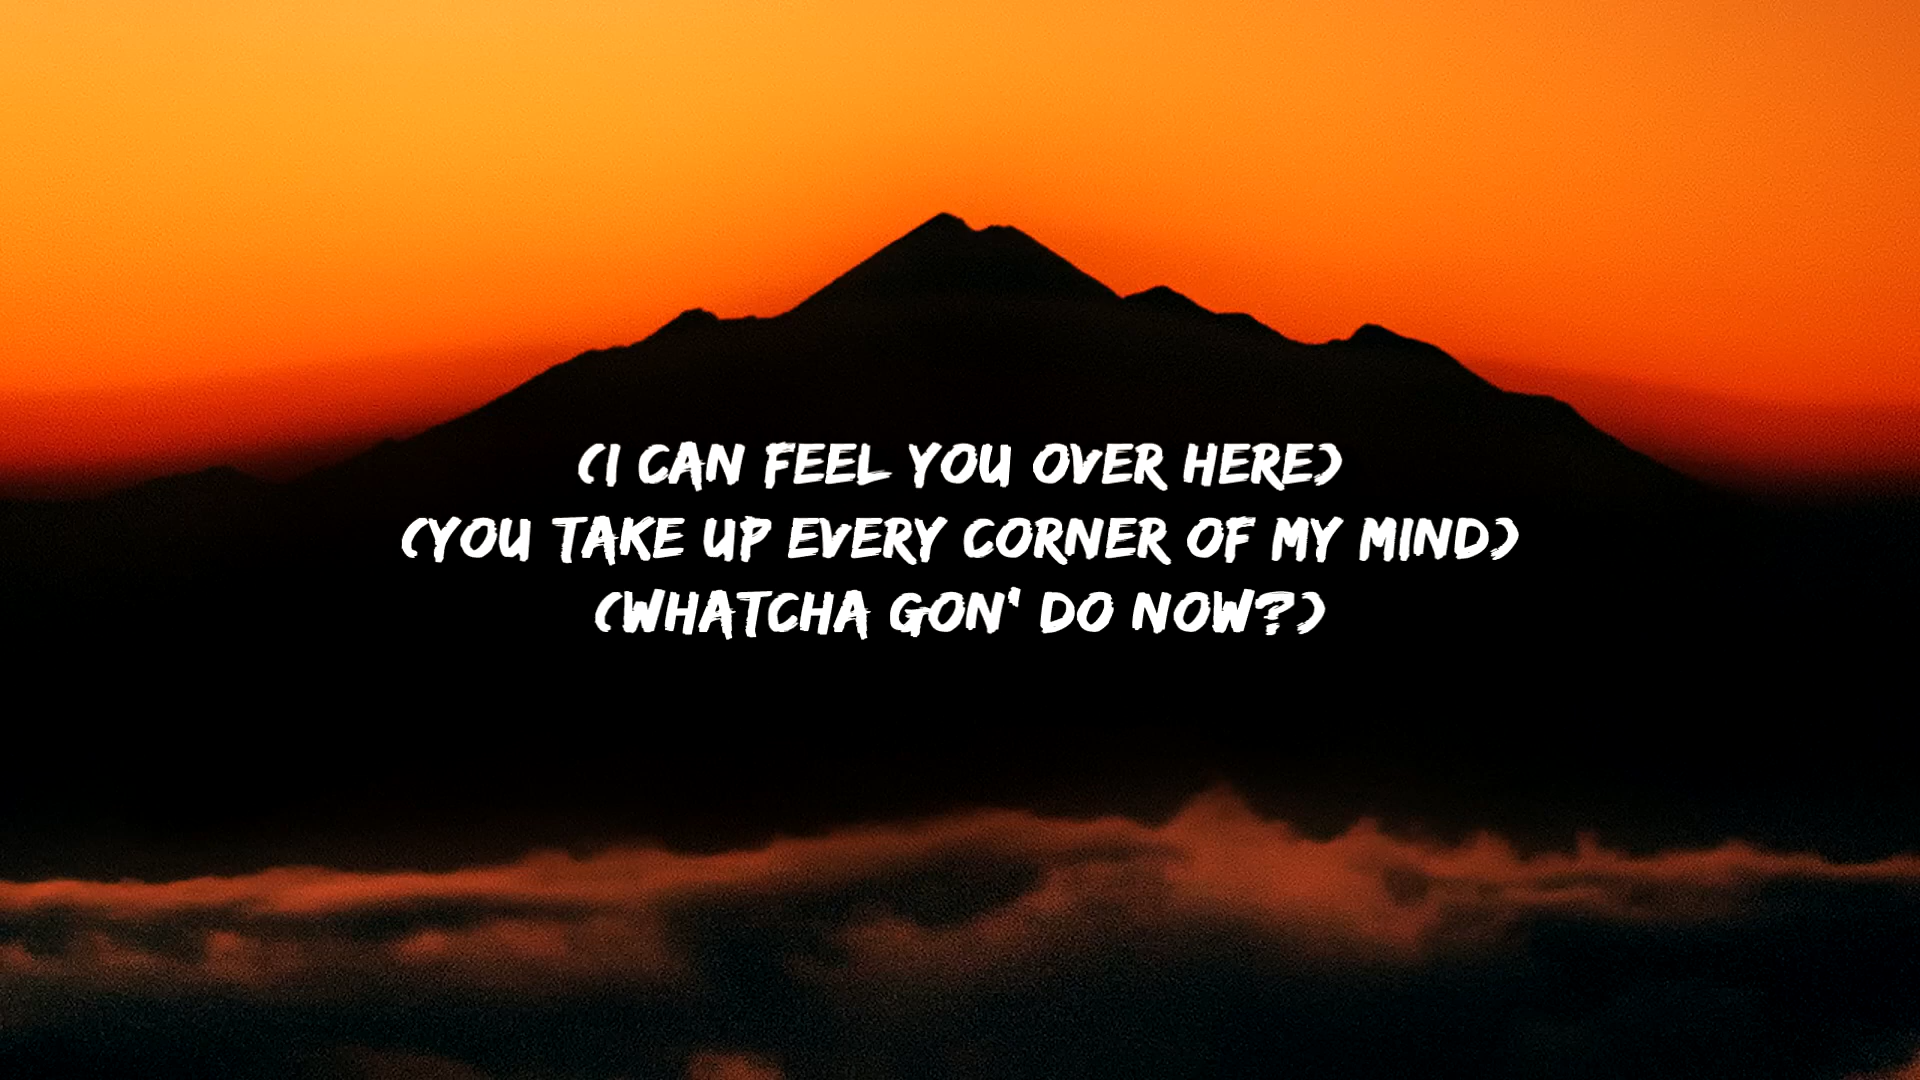 (I CAN FEEL YOU OVER HERE)
(YOU TAKE UP EVERY CORNER OF MY MIND)
(WHATCHA GON' DO NOW?)